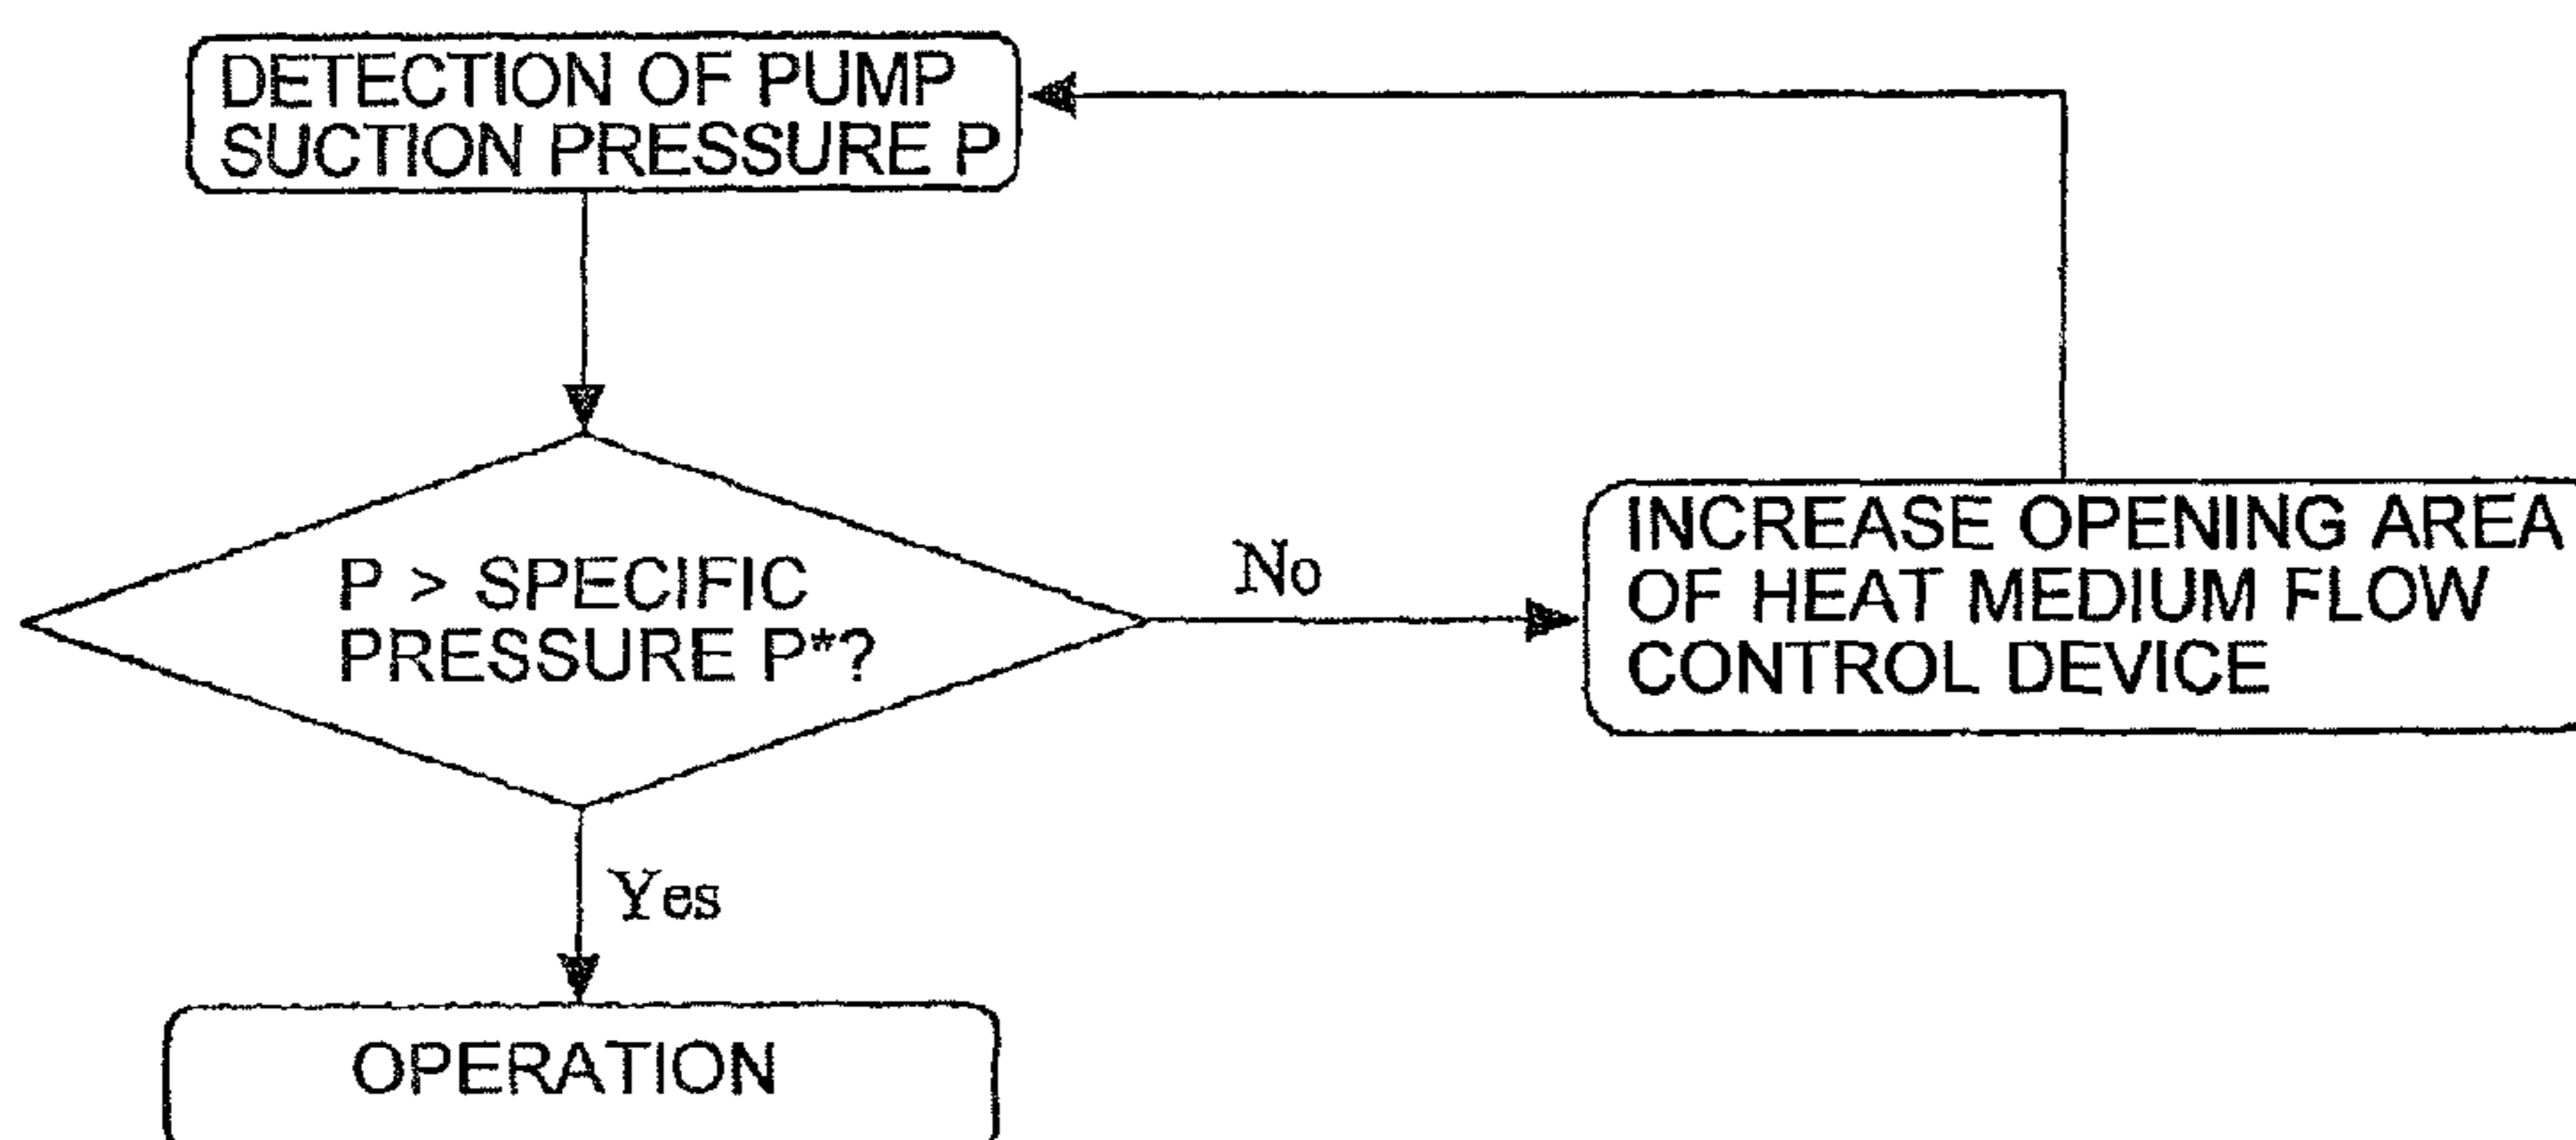 DETECTION OF PUMP
SUCTION PRESSURE P
P > SPECIFIC
PRESSURE P*?
No
INCREASE OPENING AREA
OF HEAT MEDIUM FLOW
CONTROL DEVICE
Yes
OPERATION